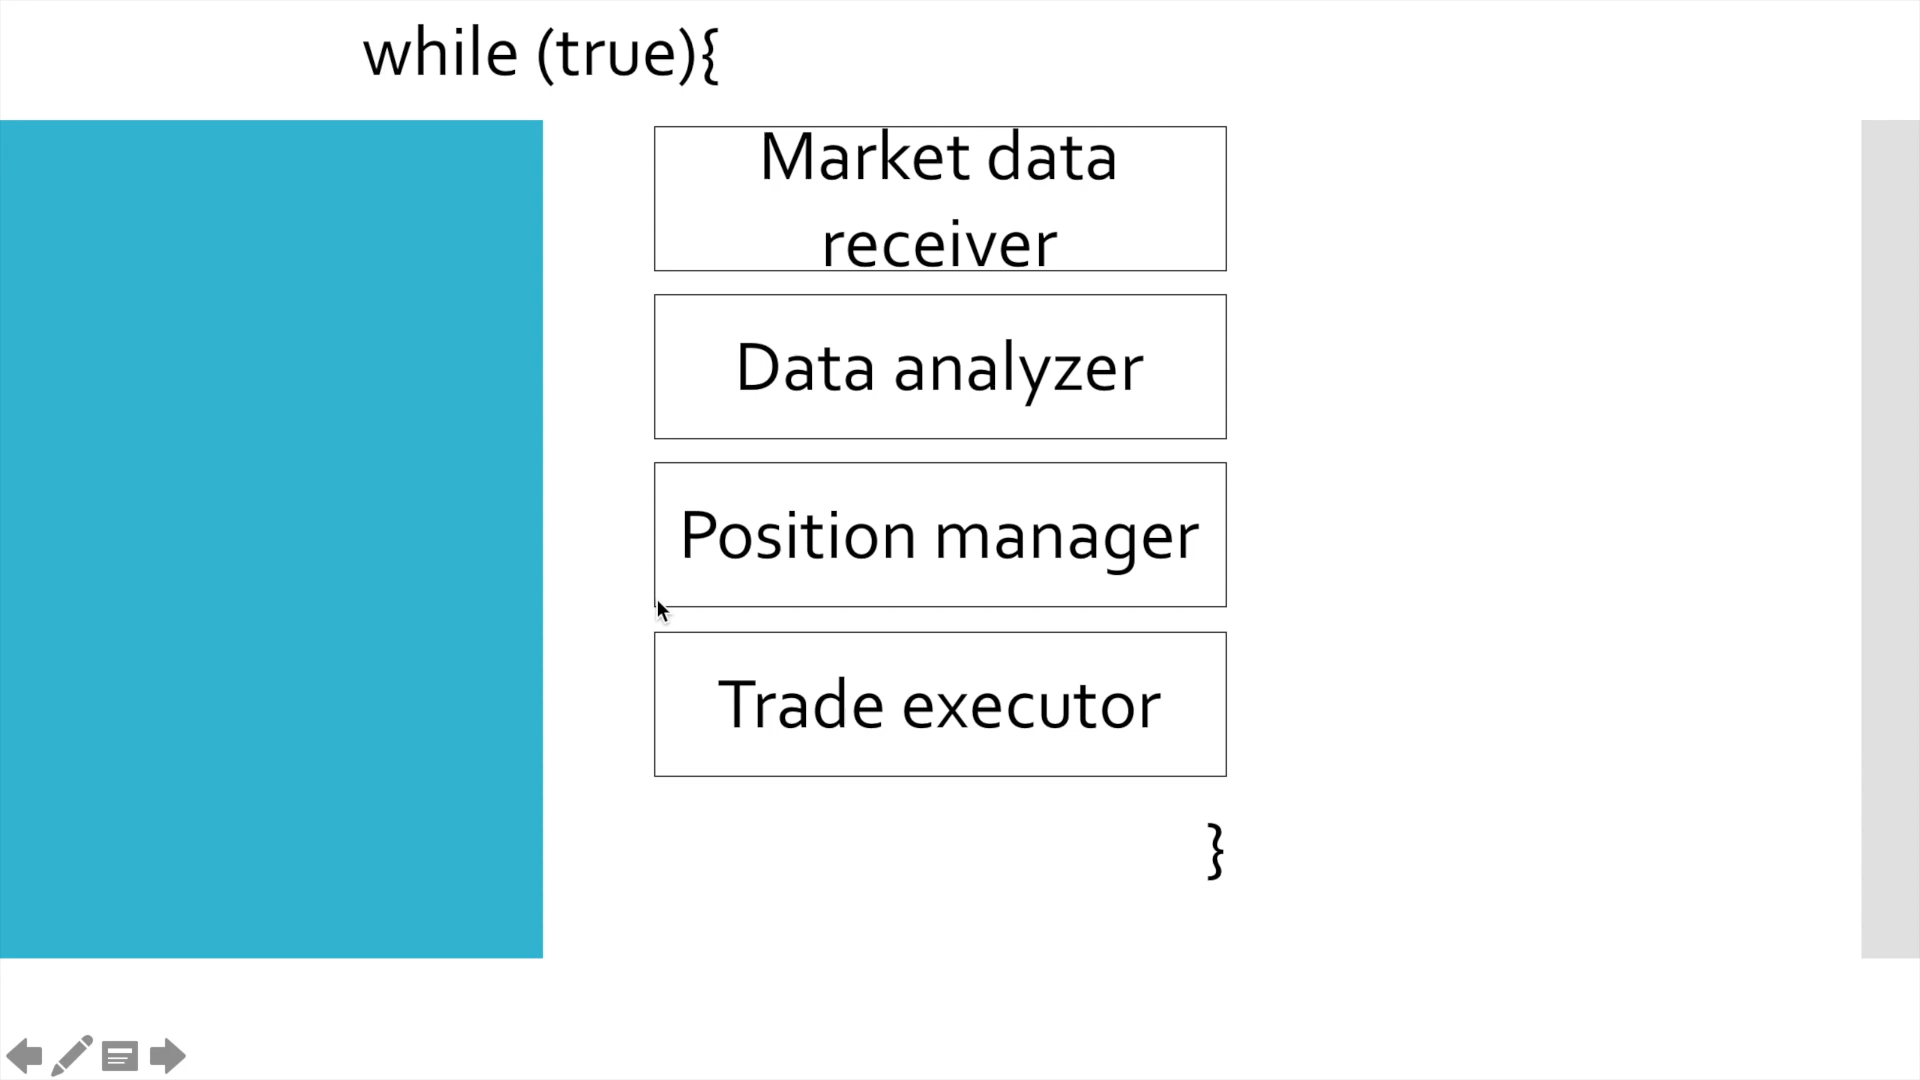 while (true){
Market data
receiver
Data analyzer
Position manager
Trade executor
}